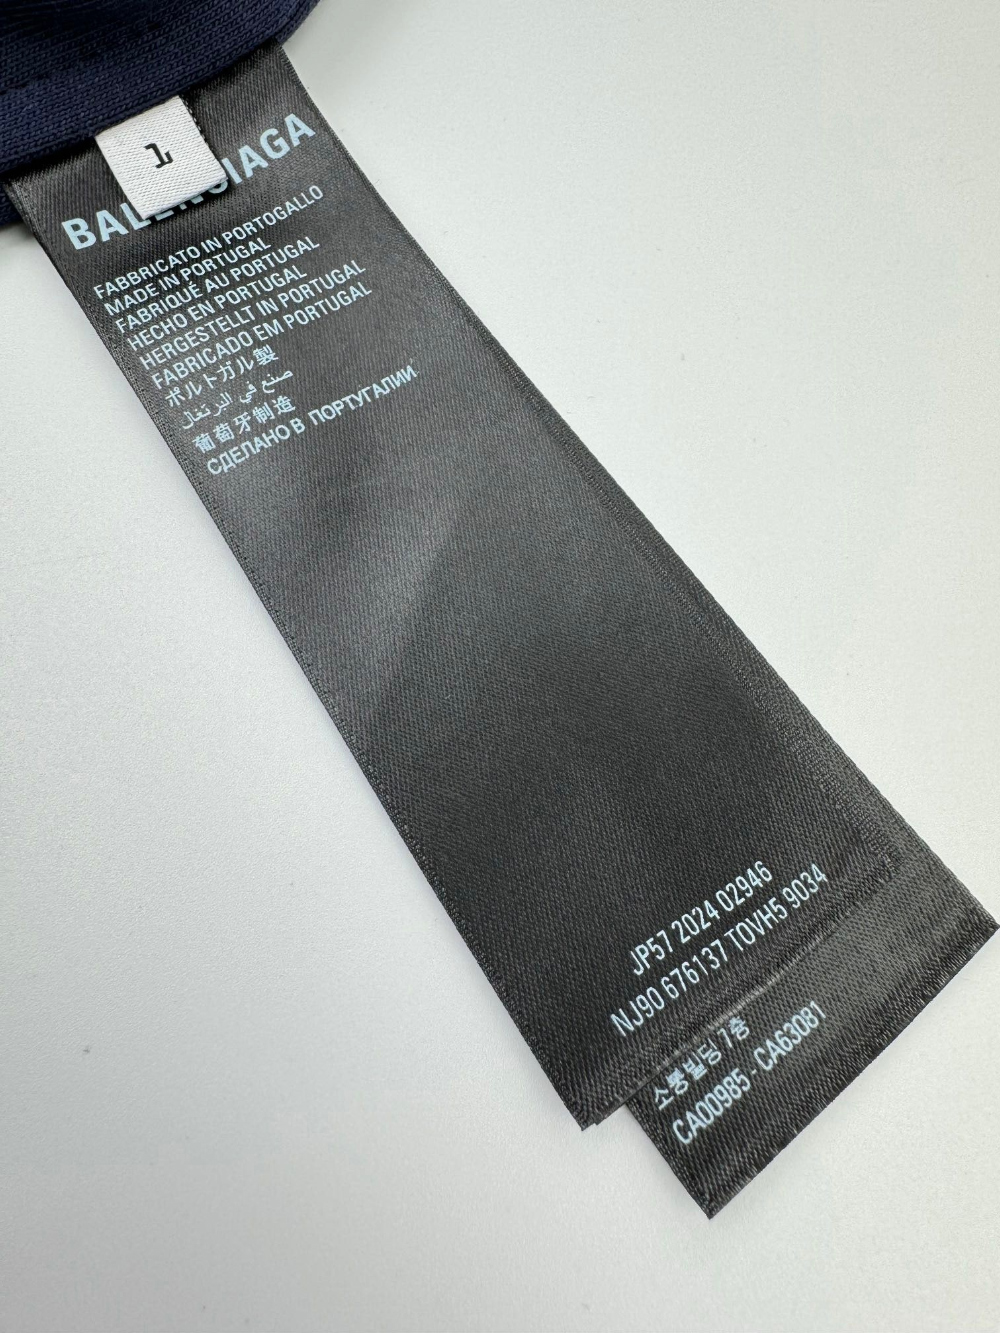 1
BALENCIAGA
FABBRICATO IN PORTOGALLO
MADE IN PORTUGAL
FABRIQUÉ AU PORTUGAL
HECHO EN PORTUGAL
HERGESTELLT IN PORTUGAL
FABRICADO EM PORTUGAL
ポルトガル製
صنع في البرتغال
葡萄牙制造
СДЕЛАНО В ПОРТУГАЛИИ
JP57 2024 02946
NJ90 676137 TOVH5 9034
소봉빌딩 7층
CA00985 - CA63081